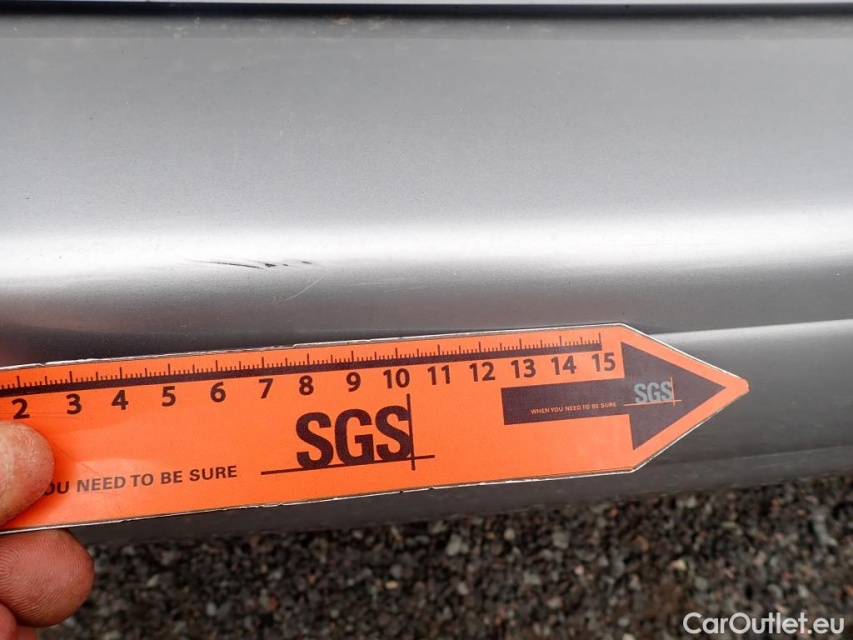 2 3 4 5 6 7 8 9 10 11 12 13 14 15
SGS
WHEN YOU NEED TO BE SURE
SGS
OU NEED TO BE SURE
CarOutlet.eu